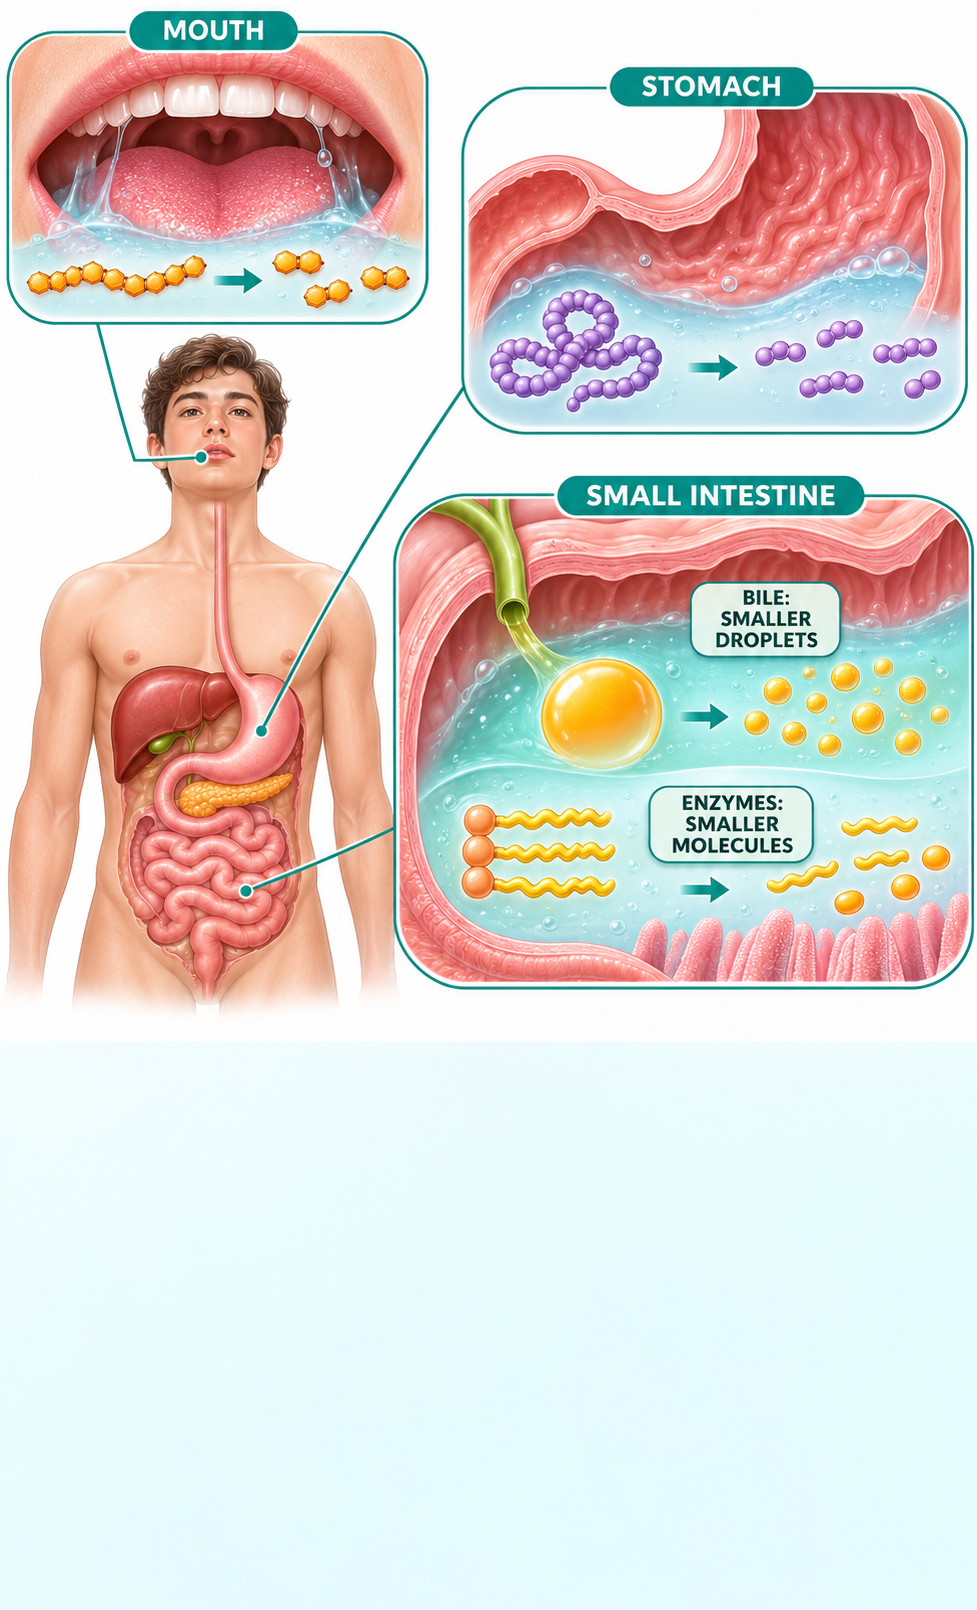 MOUTH
STOMACH
SMALL INTESTINE
BILE:
SMALLER
DROPLETS
ENZYMES:
SMALLER
MOLECULES